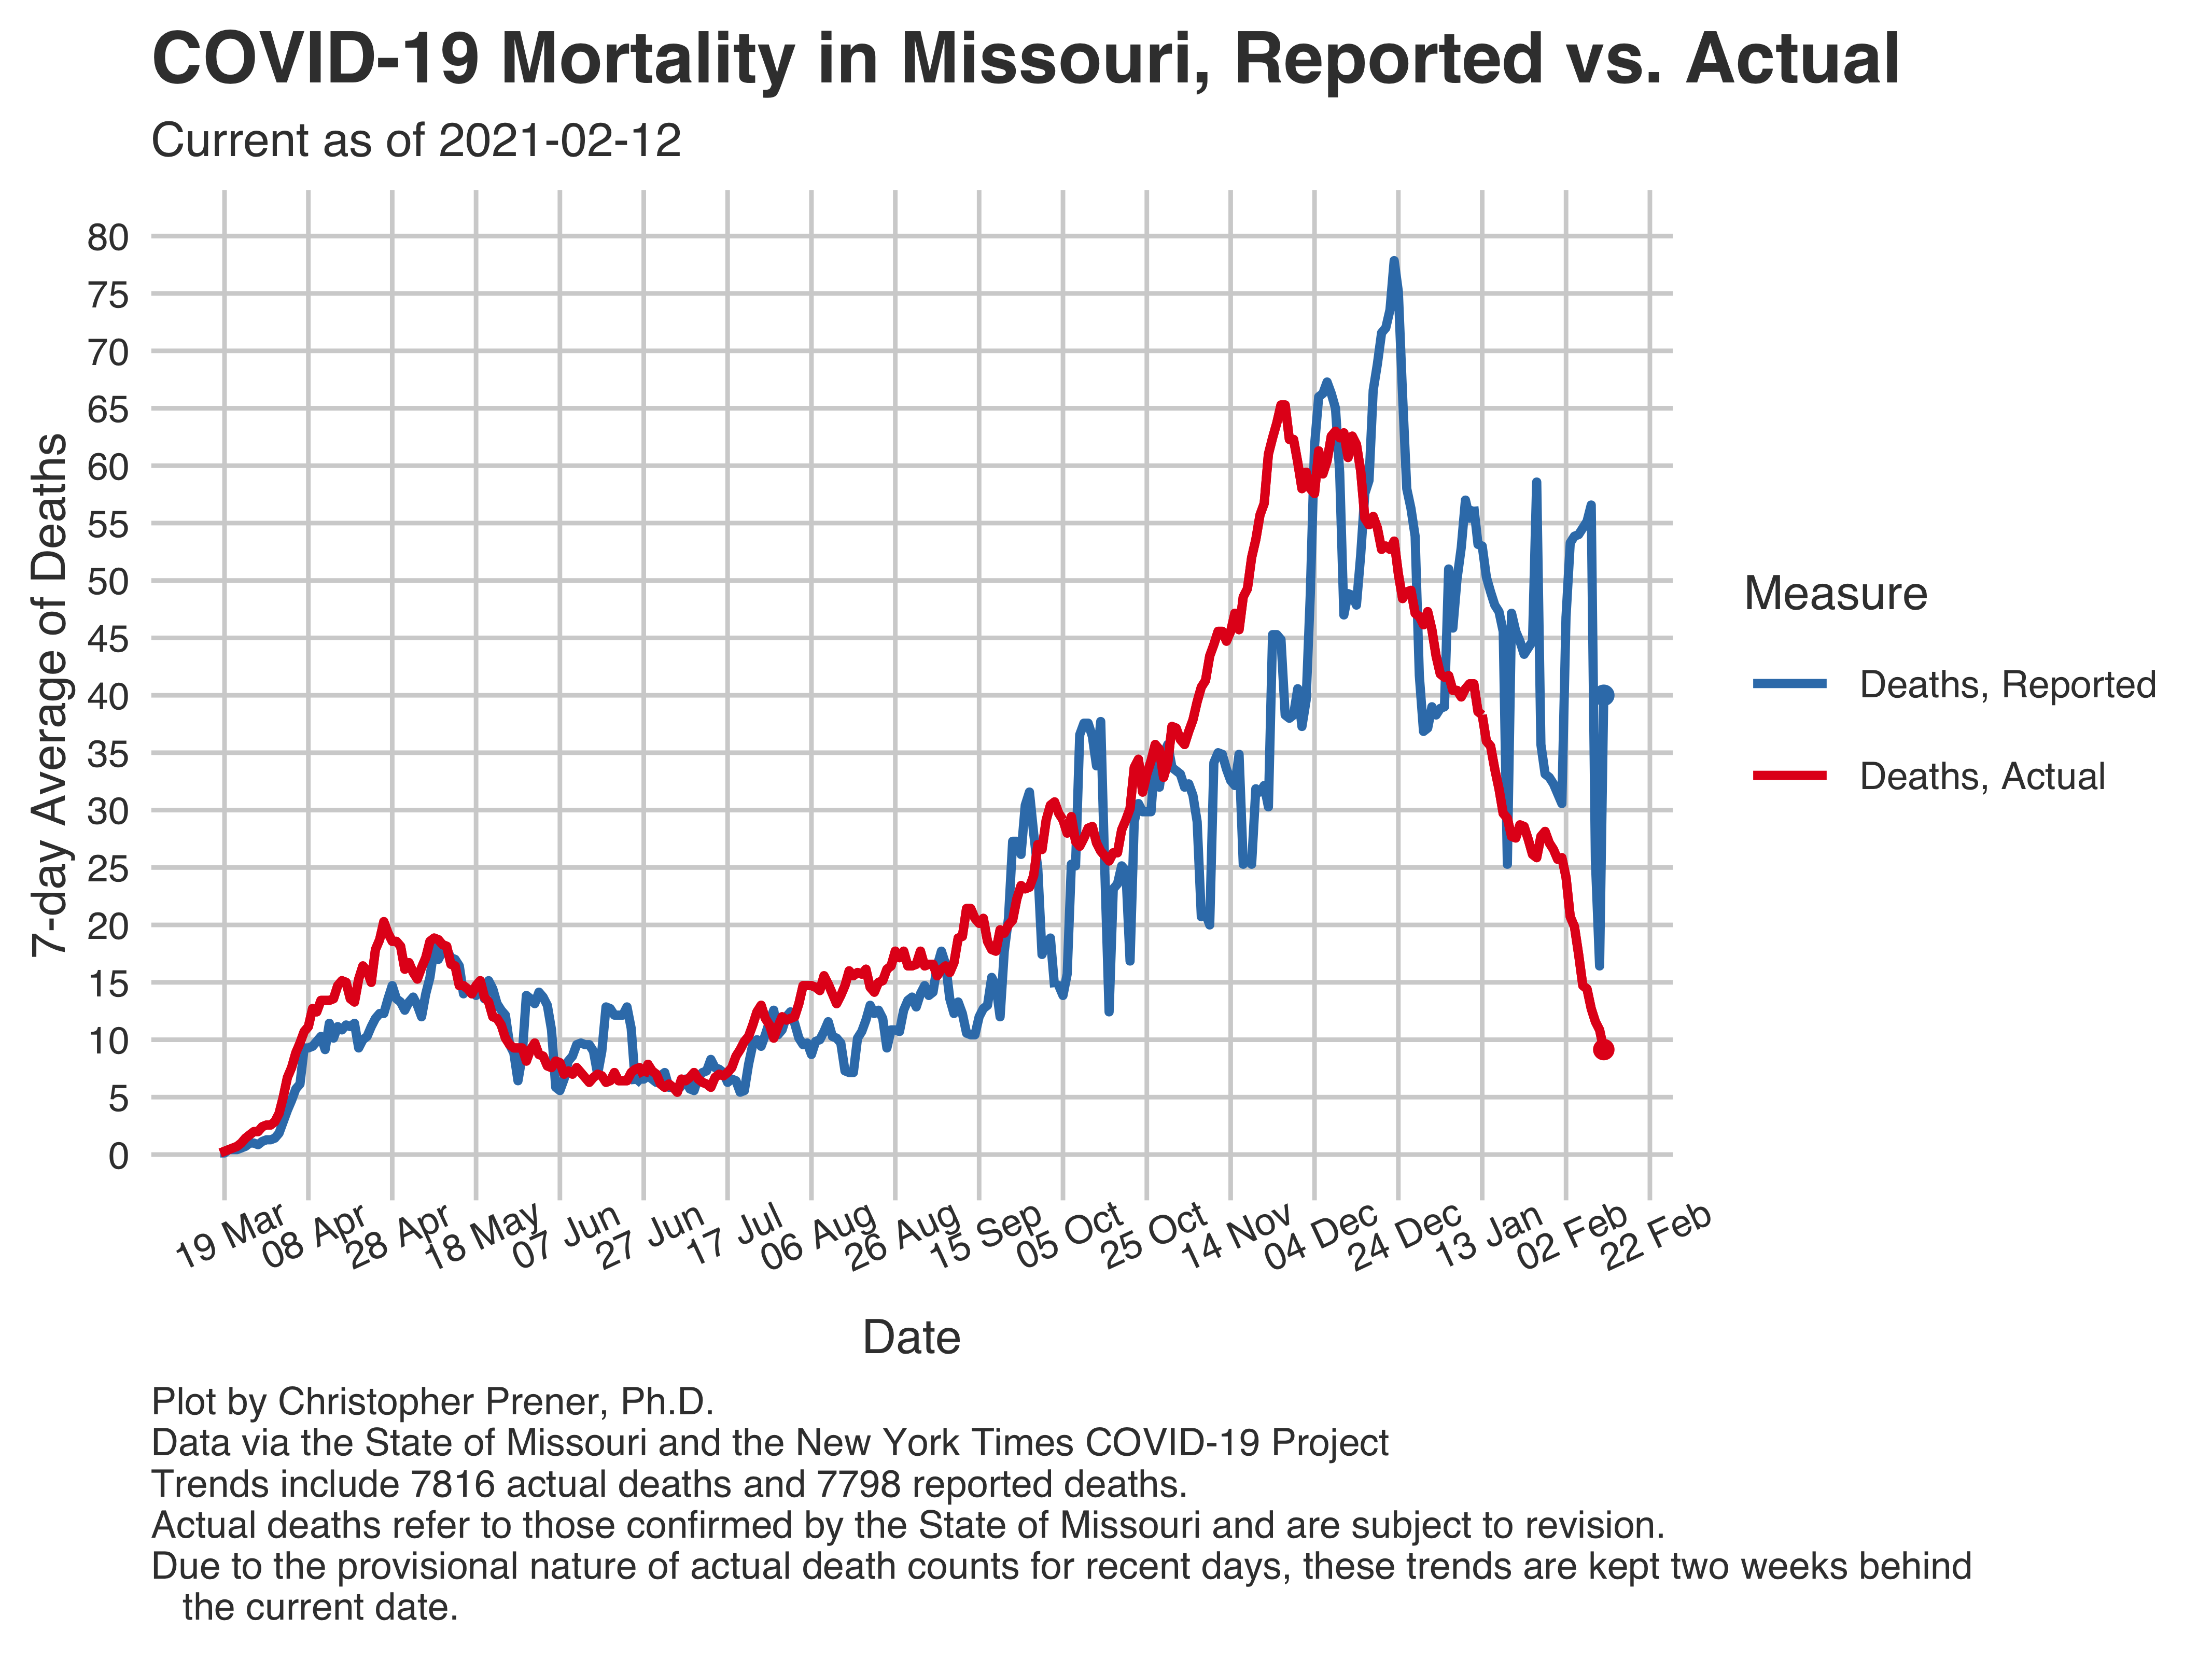 COVID-19 Mortality in Missouri, Reported vs. Actual
Current as of 2021-02-12
80
75
70
65
60
55
50
45
40
35
30
25
20
15
10
5
0
7-day Average of Deaths
19 Mar
08 Apr
28 Apr
18 May
07 Jun
27 Jun
17 Jul
06 Aug
26 Aug
15 Sep
05 Oct
25 Oct
14 Nov
04 Dec
24 Dec
13 Jan
02 Feb
22 Feb
Date
Measure
Deaths, Reported
Deaths, Actual
Plot by Christopher Prener, Ph.D.
Data via the State of Missouri and the New York Times COVID-19 Project
Trends include 7816 actual deaths and 7798 reported deaths.
Actual deaths refer to those confirmed by the State of Missouri and are subject to revision.
Due to the provisional nature of actual death counts for recent days, these trends are kept two weeks behind
the current date.